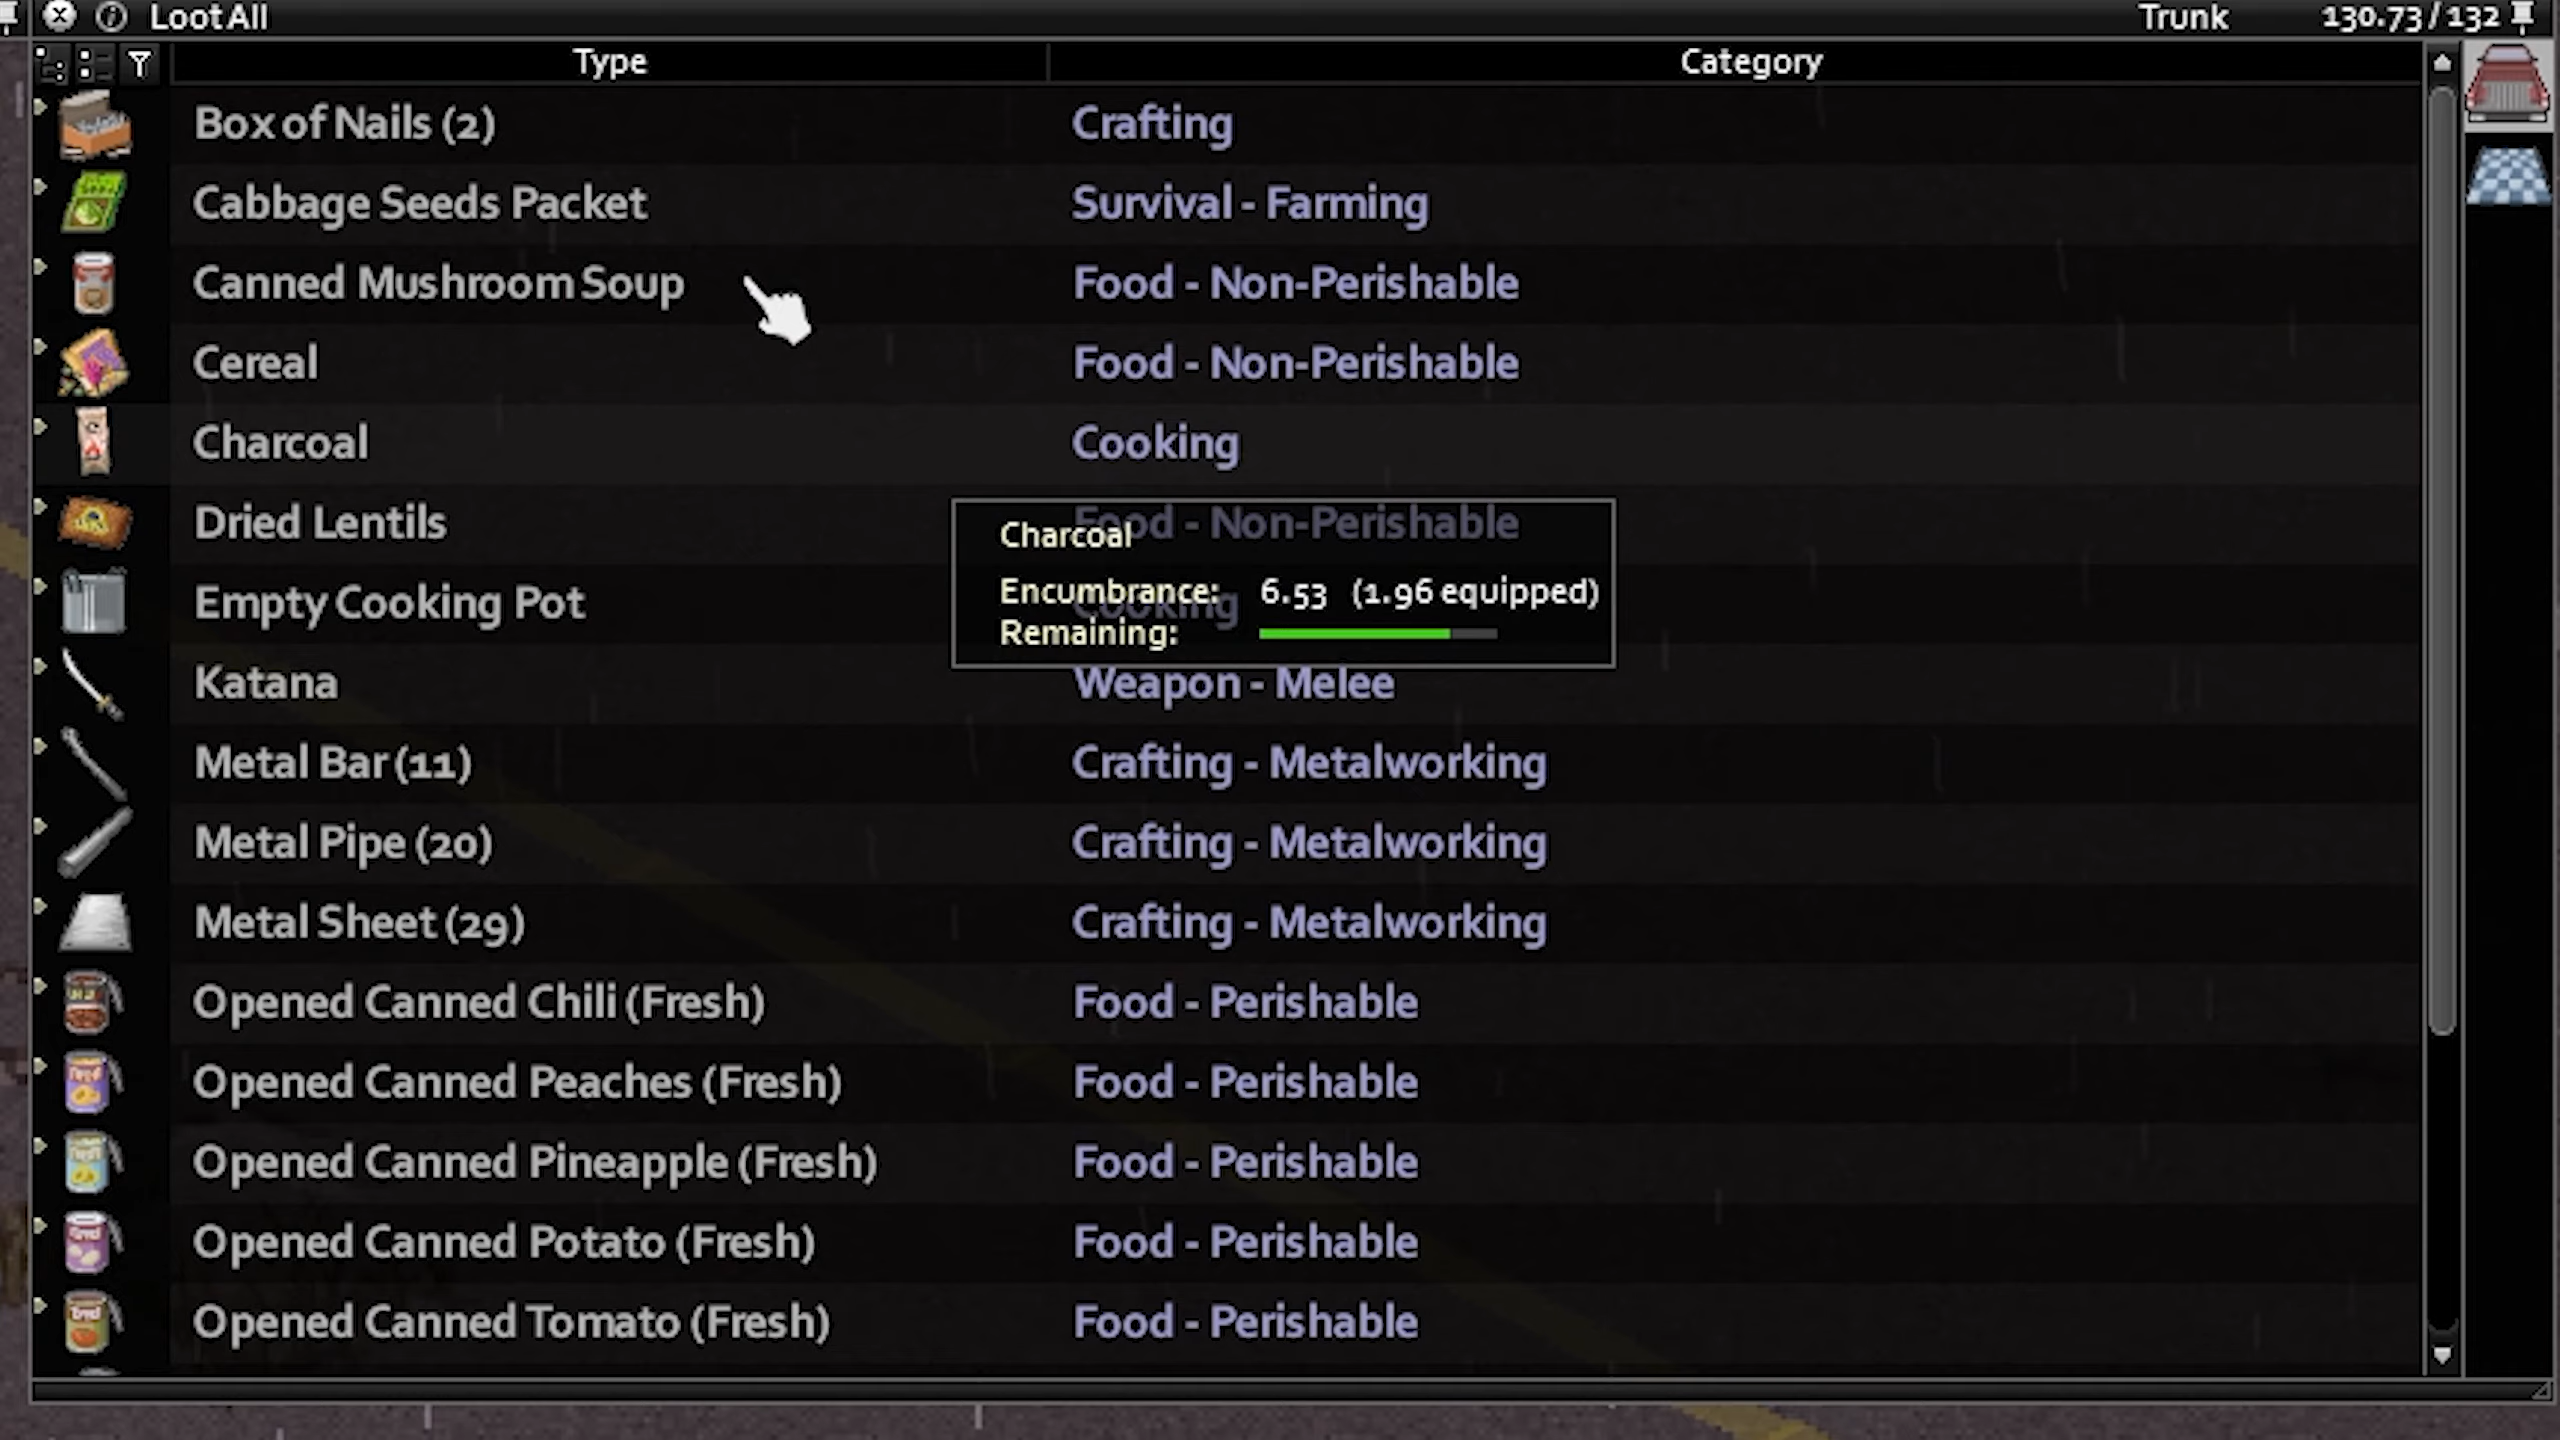 Loot All Trunk 130.73 / 132
Type Category
Box of Nails (2) Crafting
Cabbage Seeds Packet Survival - Farming
Canned Mushroom Soup Food - Non-Perishable
Cereal Food - Non-Perishable
Charcoal Cooking
Dried Lentils Food - Non-Perishable
Charcoal
Empty Cooking Pot Cooking
Encumbrance: 6.53 (1.96 equipped)
Remaining:
Katana Weapon - Melee
Metal Bar (11) Crafting - Metalworking
Metal Pipe (20) Crafting - Metalworking
Metal Sheet (29) Crafting - Metalworking
Opened Canned Chili (Fresh) Food - Perishable
Opened Canned Peaches (Fresh) Food - Perishable
Opened Canned Pineapple (Fresh) Food - Perishable
Opened Canned Potato (Fresh) Food - Perishable
Opened Canned Tomato (Fresh) Food - Perishable